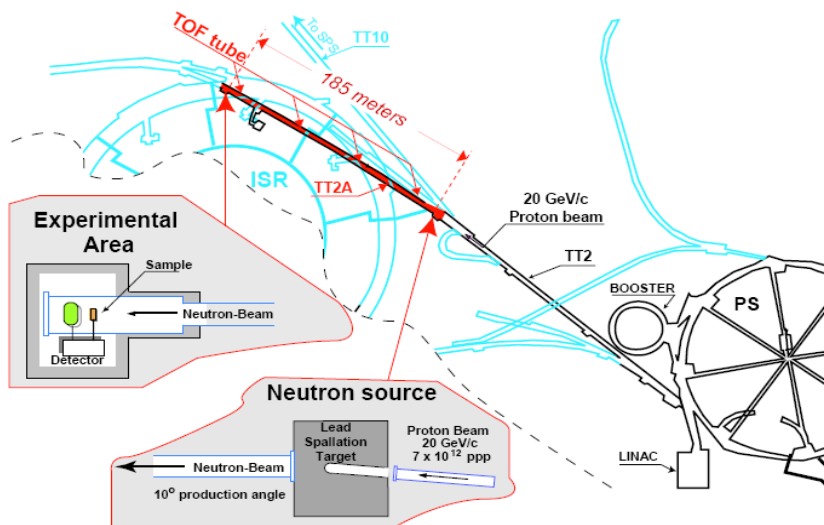 To SPS
TT10
TOF tube
185 meters
ISR
TT2A
20 GeV/c
Proton beam
TT2
BOOSTER
PS
LINAC
Experimental
Area
Sample
Neutron-Beam
Detector
Neutron source
Lead
Spallation
Target
Proton Beam
20 GeV/c
7 x 10¹² ppp
Neutron-Beam
10° production angle